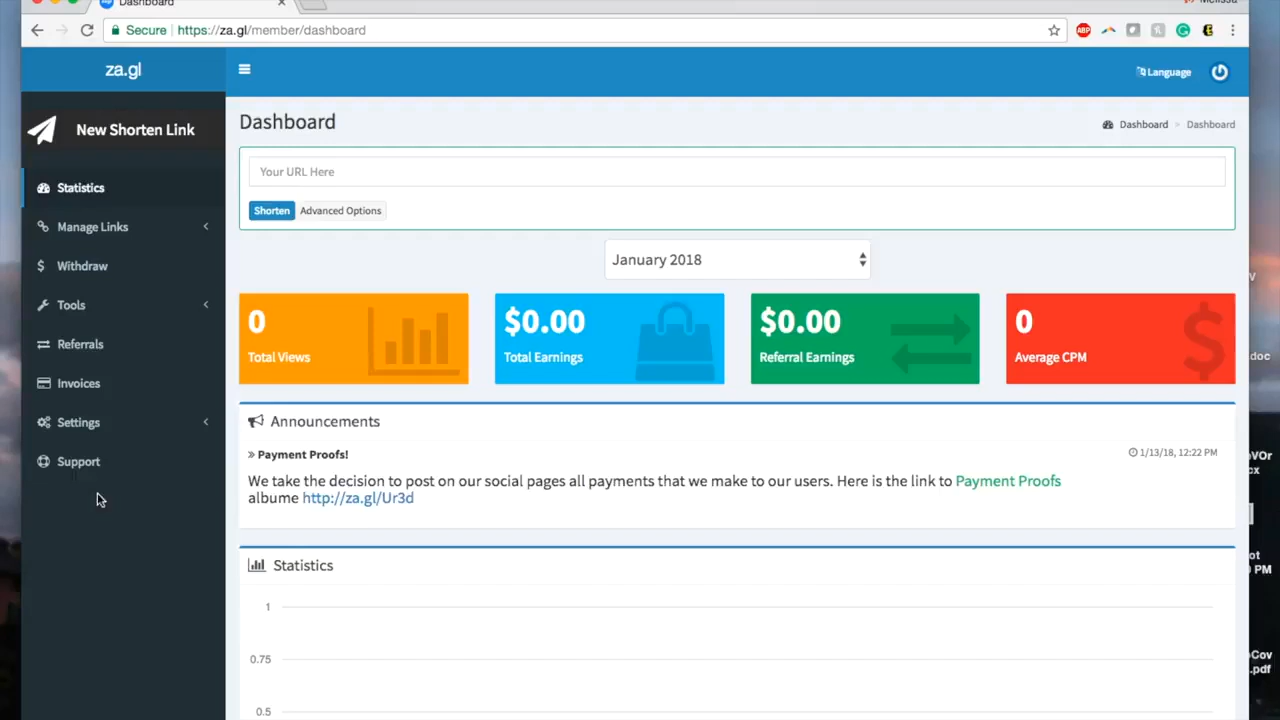 Dashboard
Melissa
Secure https://za.gl/member/dashboard
ABP
za.gl
Language
New Shorten Link
Dashboard
Dashboard Dashboard
Your URL Here
Statistics
Shorten Advanced Options
Manage Links
January 2018
Withdraw
Tools
0
Total Views
$0.00
Total Earnings
$0.00
Referral Earnings
0
Average CPM
Referrals
Invoices
Settings
Support
Announcements
» Payment Proofs!
1/13/18, 12:22 PM
We take the decision to post on our social pages all payments that we make to our users. Here is the link to Payment Proofs
albume http://za.gl/Ur3d
Statistics
1
0.75
0.5